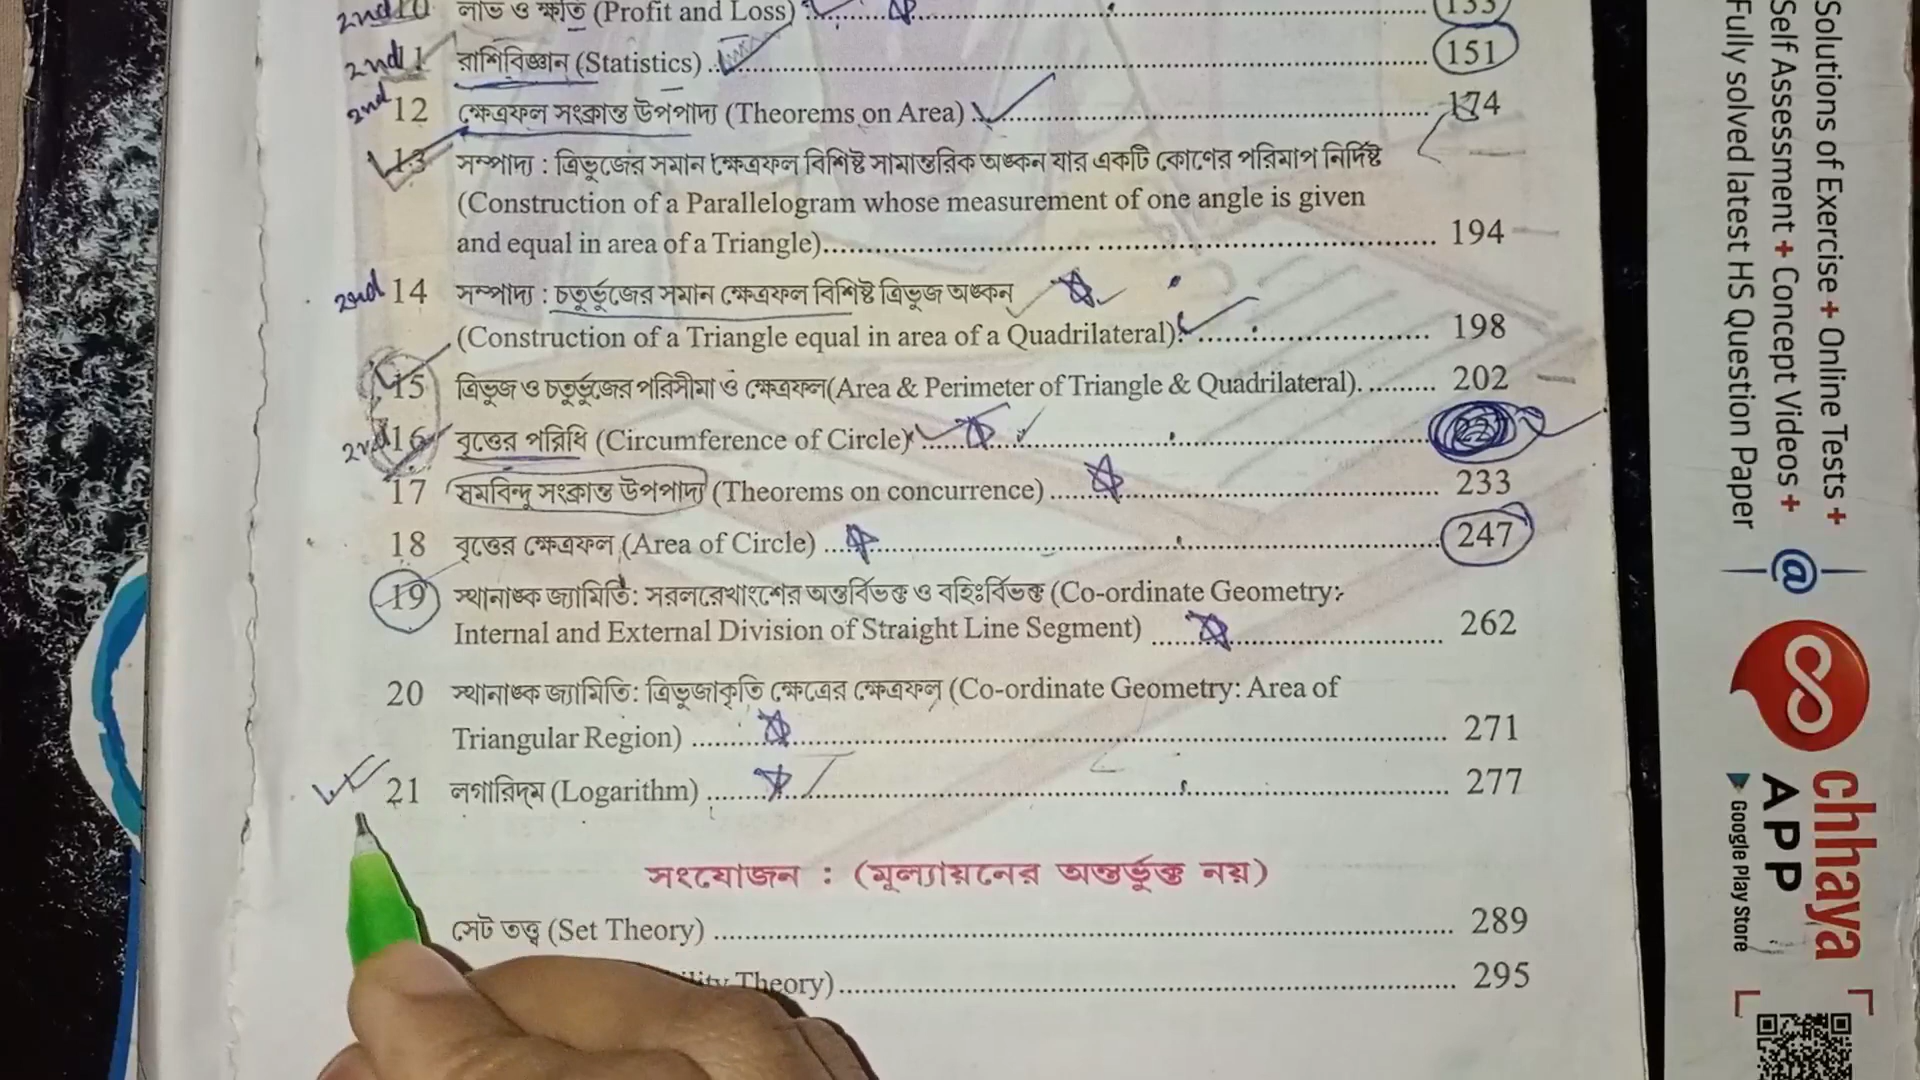 2nd 10 লাভ ও ক্ষতি (Profit and Loss) 133
2nd 11 রাশিবিজ্ঞান (Statistics) 151
2nd 12 ক্ষেত্রফল সংক্রান্ত উপপাদ্য (Theorems on Area) 174
13 সম্পাদ্য : ত্রিভুজের সমান ক্ষেত্রফল বিশিষ্ট সামান্তরিক অঙ্কন যার একটি কোণের পরিমাপ নির্দিষ্ট
(Construction of a Parallelogram whose measurement of one angle is given
and equal in area of a Triangle) 194
2nd 14 সম্পাদ্য : চতুর্ভুজের সমান ক্ষেত্রফল বিশিষ্ট ত্রিভুজ অঙ্কন
(Construction of a Triangle equal in area of a Quadrilateral) 198
15 ত্রিভুজ ও চতুর্ভুজের পরিসীমা ও ক্ষেত্রফল(Area & Perimeter of Triangle & Quadrilateral). 202
2nd 16 বৃত্তের পরিধি (Circumference of Circle)
17 সমবিন্দু সংক্রান্ত উপপাদ্য (Theorems on concurrence) 233
18 বৃত্তের ক্ষেত্রফল (Area of Circle) 247
19 স্থানাঙ্ক জ্যামিতি: সরলরেখাংশের অন্তর্বিভক্ত ও বহিঃর্বিভক্ত (Co-ordinate Geometry:
Internal and External Division of Straight Line Segment) 262
20 স্থানাঙ্ক জ্যামিতি: ত্রিভুজাকৃতি ক্ষেত্রের ক্ষেত্রফল (Co-ordinate Geometry: Area of
Triangular Region) 271
21 লগারিদ্‌ম (Logarithm) 277
সংযোজন : (মূল্যায়নের অন্তর্ভুক্ত নয়)
সেট তত্ত্ব (Set Theory) 289
Theory) 295
Solutions of Exercise + Online Tests +
Self Assessment + Concept Videos +
Fully solved latest HS Question Paper
@
chhaya
APP
Google Play Store